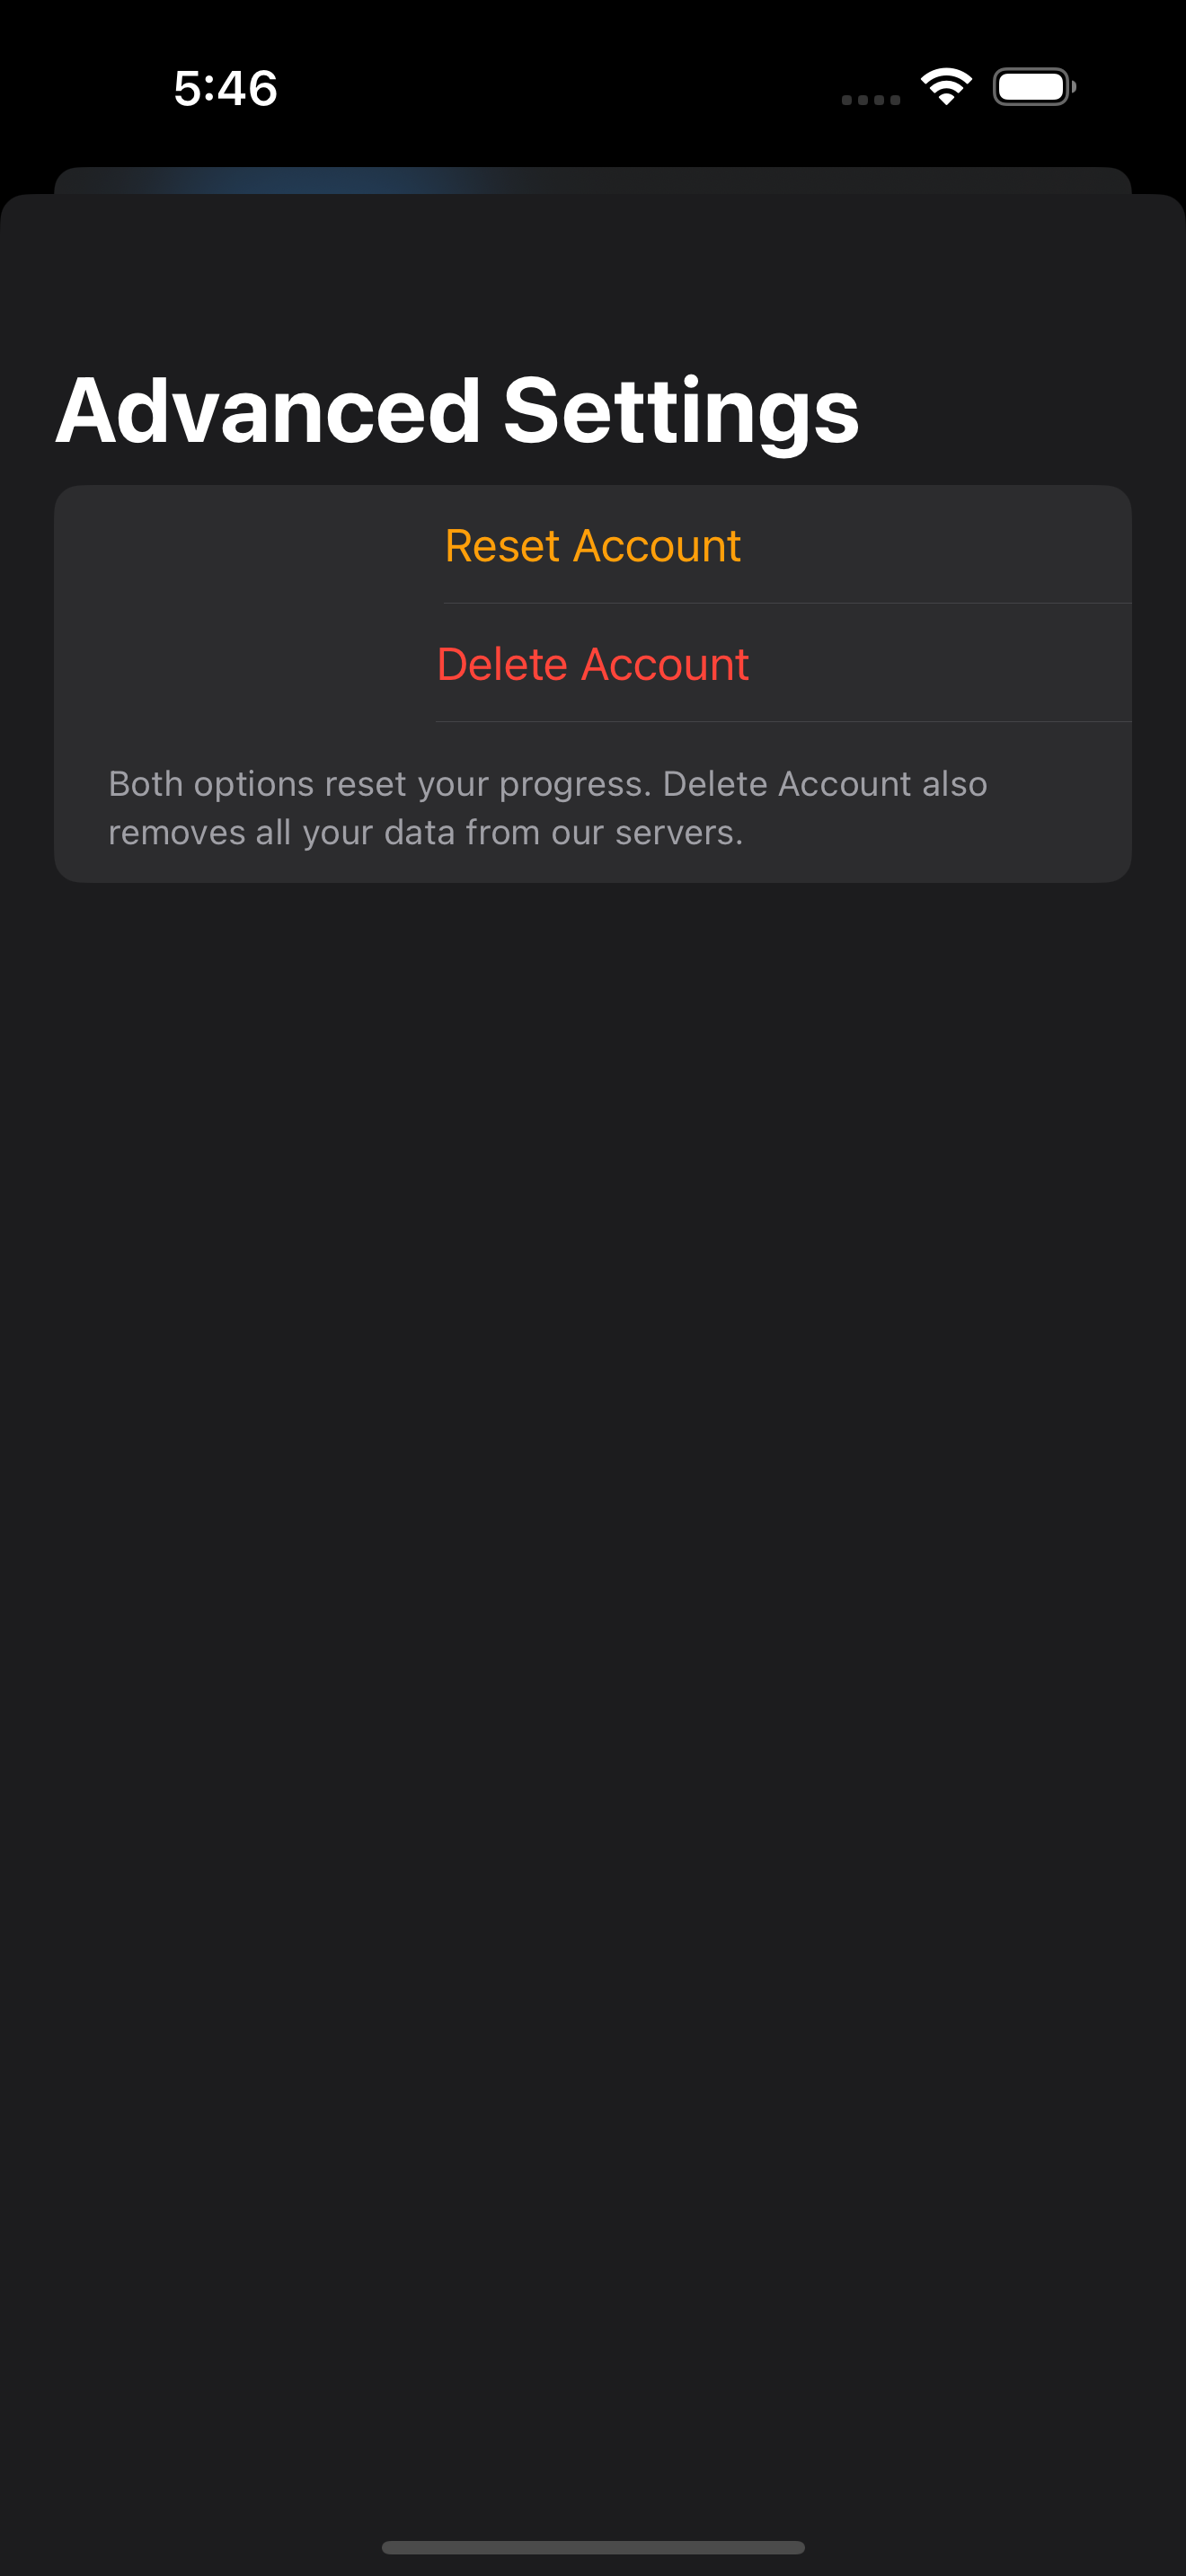 5:46
Advanced Settings
Reset Account
Delete Account
Both options reset your progress. Delete Account also
removes all your data from our servers.